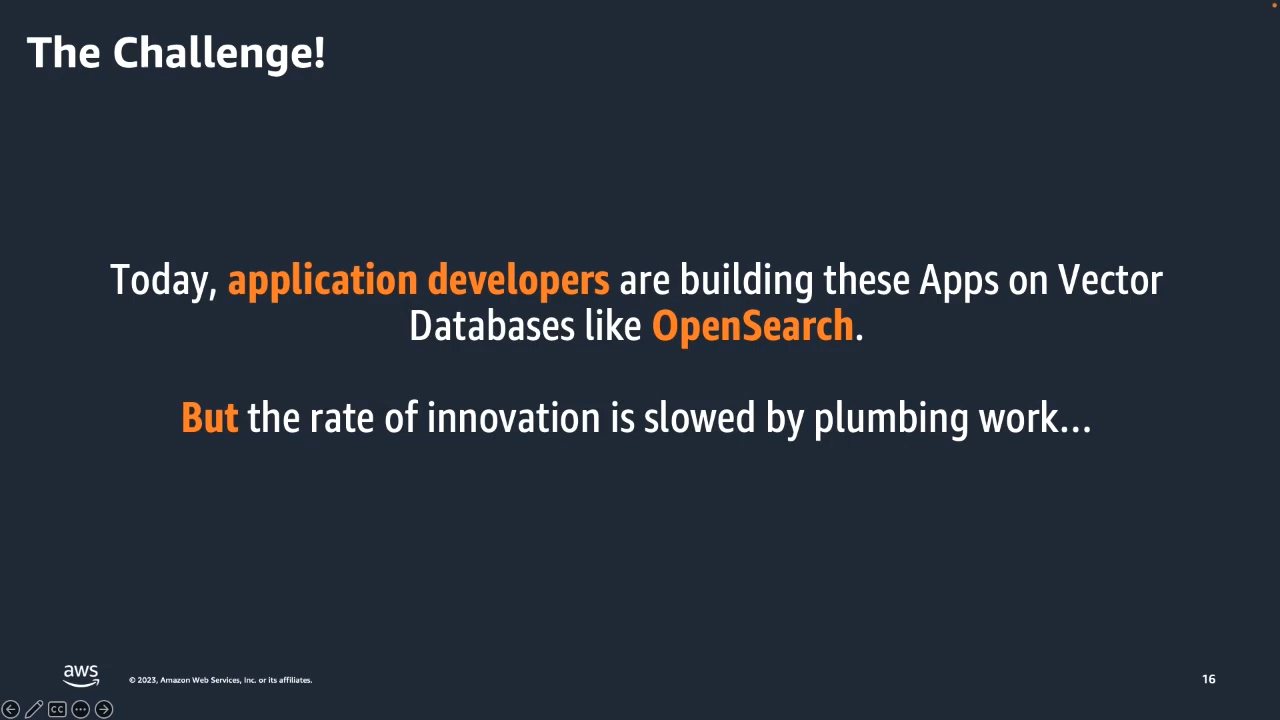 The Challenge!
Today, application developers are building these Apps on Vector
Databases like OpenSearch.
But the rate of innovation is slowed by plumbing work...
aws
© 2023, Amazon Web Services, Inc. or its affiliates.
16
CC